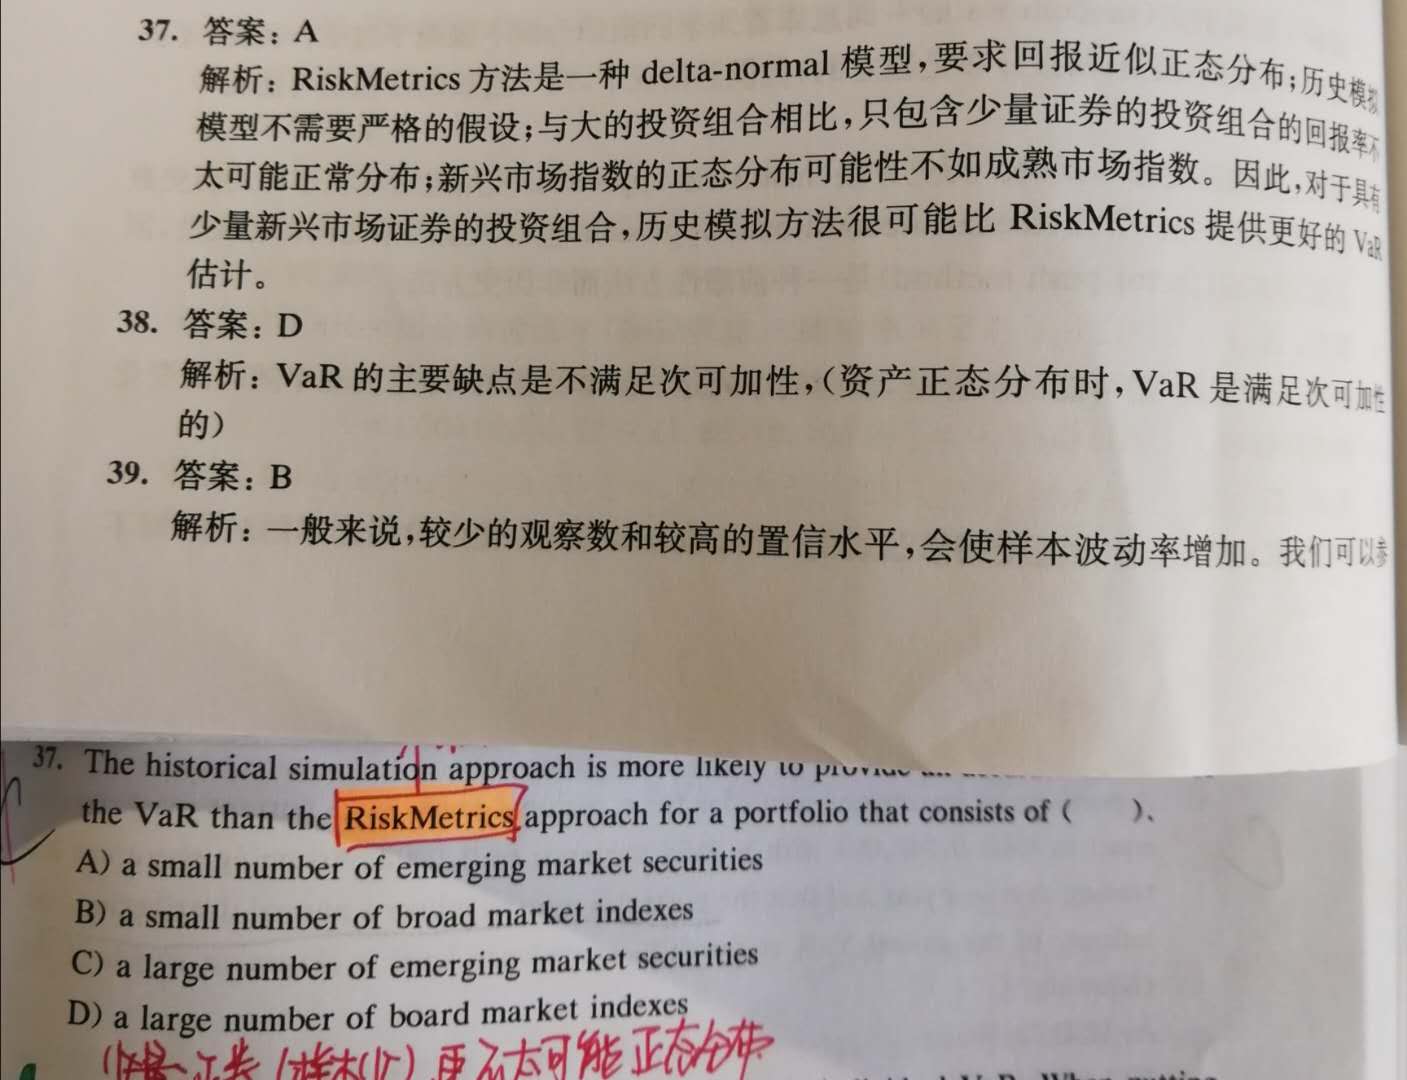 37. 答案：A
解析：RiskMetrics 方法是一种 delta-normal 模型，要求回报近似正态分布；历史模拟
模型不需要严格的假设；与大的投资组合相比，只包含少量证券的投资组合的回报率不
太可能正常分布；新兴市场指数的正态分布可能性不如成熟市场指数。因此，对于具有
少量新兴市场证券的投资组合，历史模拟方法很可能比 RiskMetrics 提供更好的 VaR
估计。
38. 答案：D
解析：VaR 的主要缺点是不满足次可加性，（资产正态分布时，VaR 是满足次可加性
的）
39. 答案：B
解析：一般来说，较少的观察数和较高的置信水平，会使样本波动率增加。我们可以参
37. The historical simulation approach is more likely to
the VaR than the RiskMetrics approach for a portfolio that consists of (　　).
A) a small number of emerging market securities
B) a small number of broad market indexes
C) a large number of emerging market securities
D) a large number of board market indexes
更不太可能正态分布